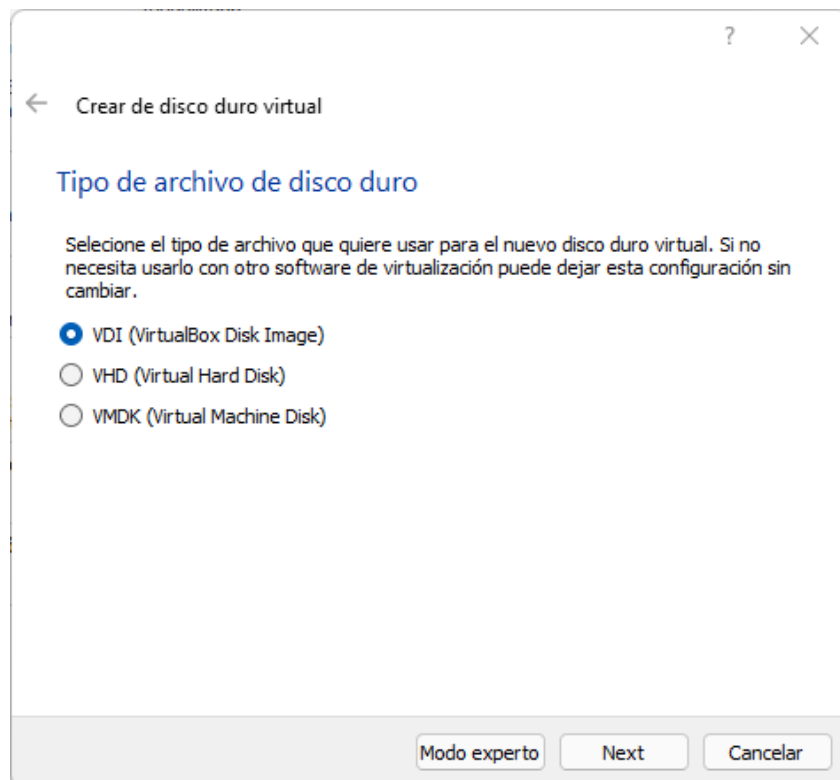 ?
Crear de disco duro virtual
Tipo de archivo de disco duro
Selecione el tipo de archivo que quiere usar para el nuevo disco duro virtual. Si no
necesita usarlo con otro software de virtualización puede dejar esta configuración sin
cambiar.
VDI (VirtualBox Disk Image)
VHD (Virtual Hard Disk)
VMDK (Virtual Machine Disk)
Modo experto Next Cancelar